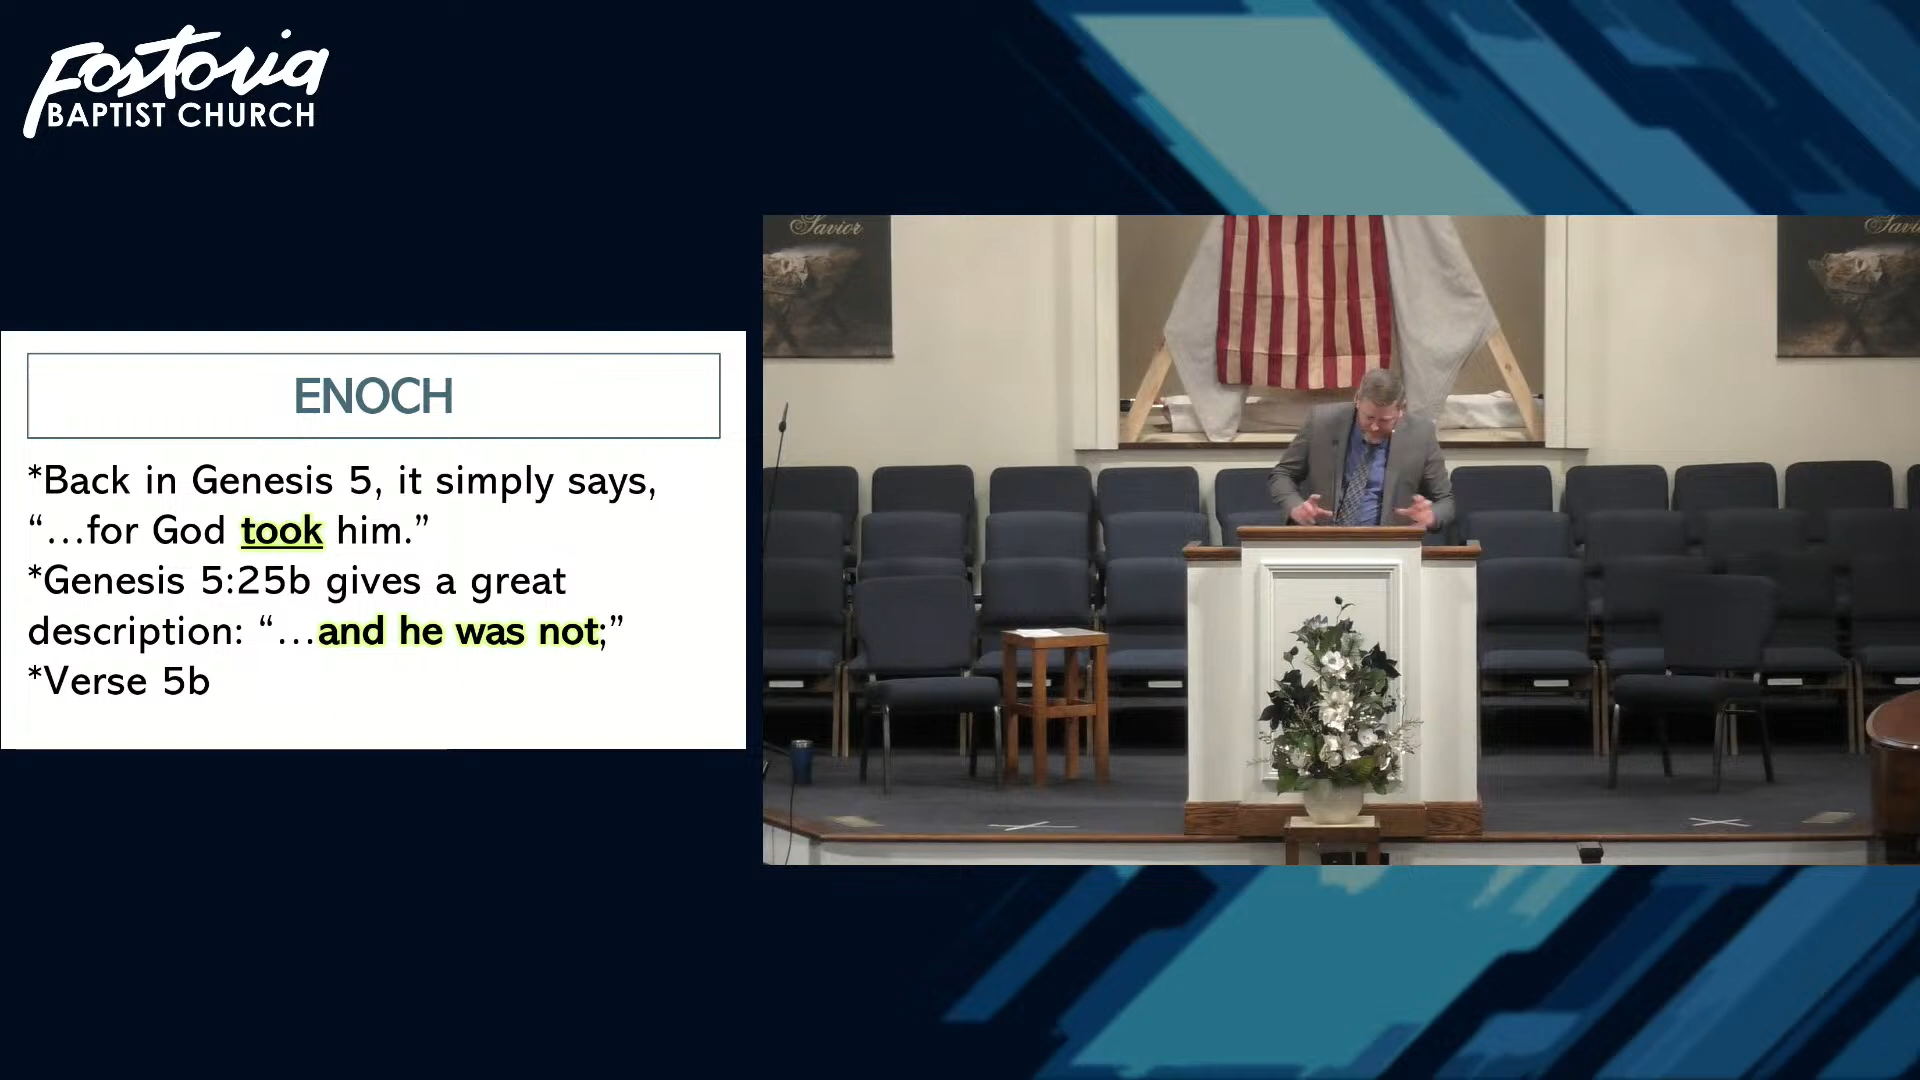 Fostoria
BAPTIST CHURCH
Savior
ENOCH
*Back in Genesis 5, it simply says,
“…for God took him.”
*Genesis 5:25b gives a great
description: “…and he was not;”
*Verse 5b